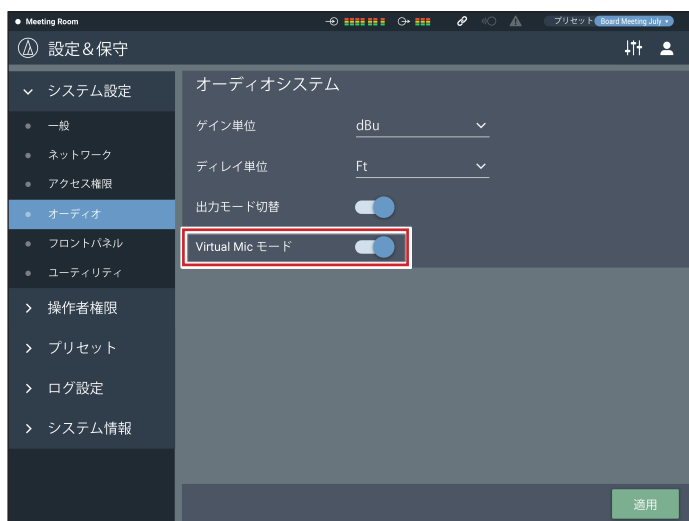 Meeting Room
プリセット Board Meeting July
設定＆保守
システム設定
一般
ネットワーク
アクセス権限
オーディオ
フロントパネル
ユーティリティ
操作者権限
プリセット
ログ設定
システム情報
オーディオシステム
ゲイン単位 dBu
ディレイ単位 Ft
出力モード切替
Virtual Mic モード
適用